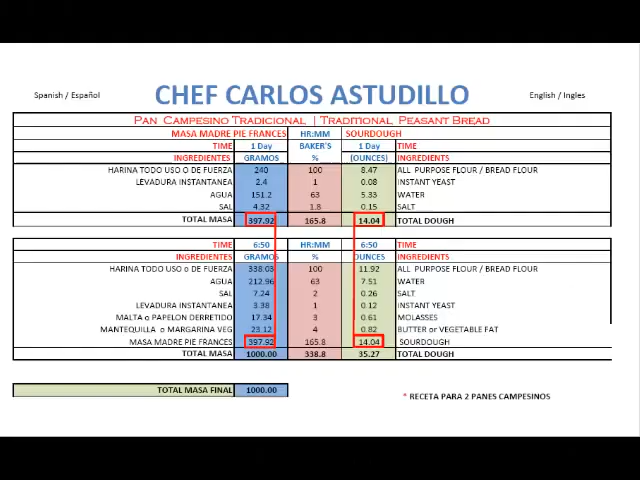 Spanish / Español
CHEF CARLOS ASTUDILLO
English / Ingles
Pan Campesino Tradicional | Traditional Peasant Bread
MASA MADRE PIE FRANCES HR:MM SOURDOUGH
TIME 1 Day BAKER'S 1 Day TIME
INGREDIENTES GRAMOS % (OUNCES) INGREDIENTS
HARINA TODO USO O DE FUERZA 240 100 8.47 ALL PURPOSE FLOUR / BREAD FLOUR
LEVADURA INSTANTANEA 2.4 1 0.08 INSTANT YEAST
AGUA 151.2 63 5.33 WATER
SAL 4.32 1.8 0.15 SALT
TOTAL MASA 397.92 165.8 14.04 TOTAL DOUGH
TIME 6:50 HR:MM 6:50 TIME
INGREDIENTES GRAMOS % OUNCES INGREDIENTS
HARINA TODO USO o DE FUERZA 338.03 100 11.92 ALL PURPOSE FLOUR / BREAD FLOUR
AGUA 212.96 63 7.51 WATER
SAL 7.24 2 0.26 SALT
LEVADURA INSTANTANEA 3.38 1 0.12 INSTANT YEAST
MALTA o PAPELON DERRETIDO 17.34 3 0.61 MOLASSES
MANTEQUILLA o MARGARINA VEG 23.12 4 0.82 BUTTER or VEGETABLE FAT
MASA MADRE PIE FRANCES 397.92 165.8 14.04 SOURDOUGH
TOTAL MASA 1000.00 338.8 35.27 TOTAL DOUGH
TOTAL MASA FINAL 1000.00
* RECETA PARA 2 PANES CAMPESINOS